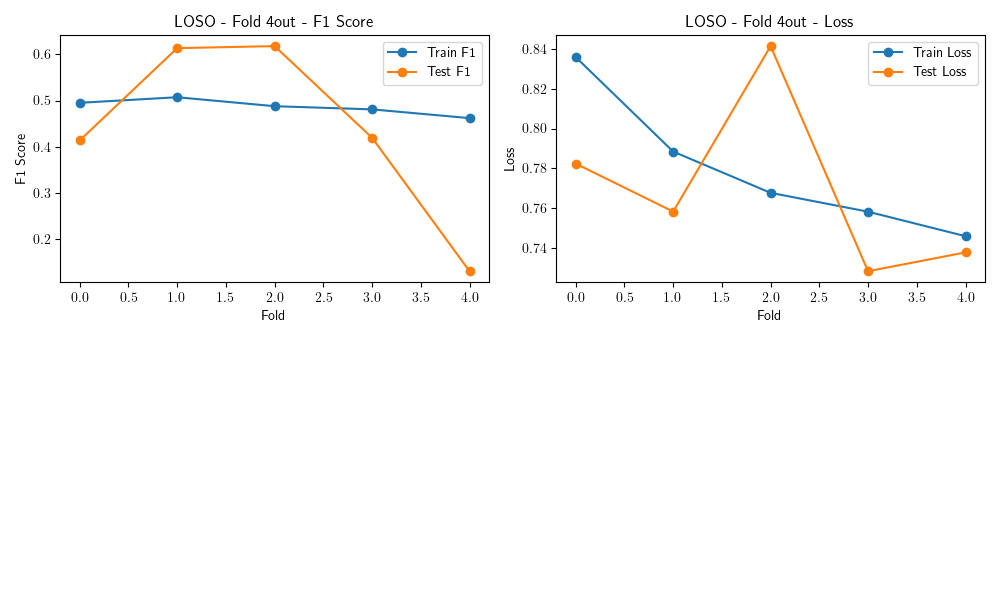 LOSO - Fold 4out - F1 Score
Train F1
Test F1
F1 Score
0.6
0.5
0.4
0.3
0.2
0.0 0.5 1.0 1.5 2.0 2.5 3.0 3.5 4.0
Fold
LOSO - Fold 4out - Loss
Train Loss
Test Loss
Loss
0.84
0.82
0.80
0.78
0.76
0.74
0.0 0.5 1.0 1.5 2.0 2.5 3.0 3.5 4.0
Fold